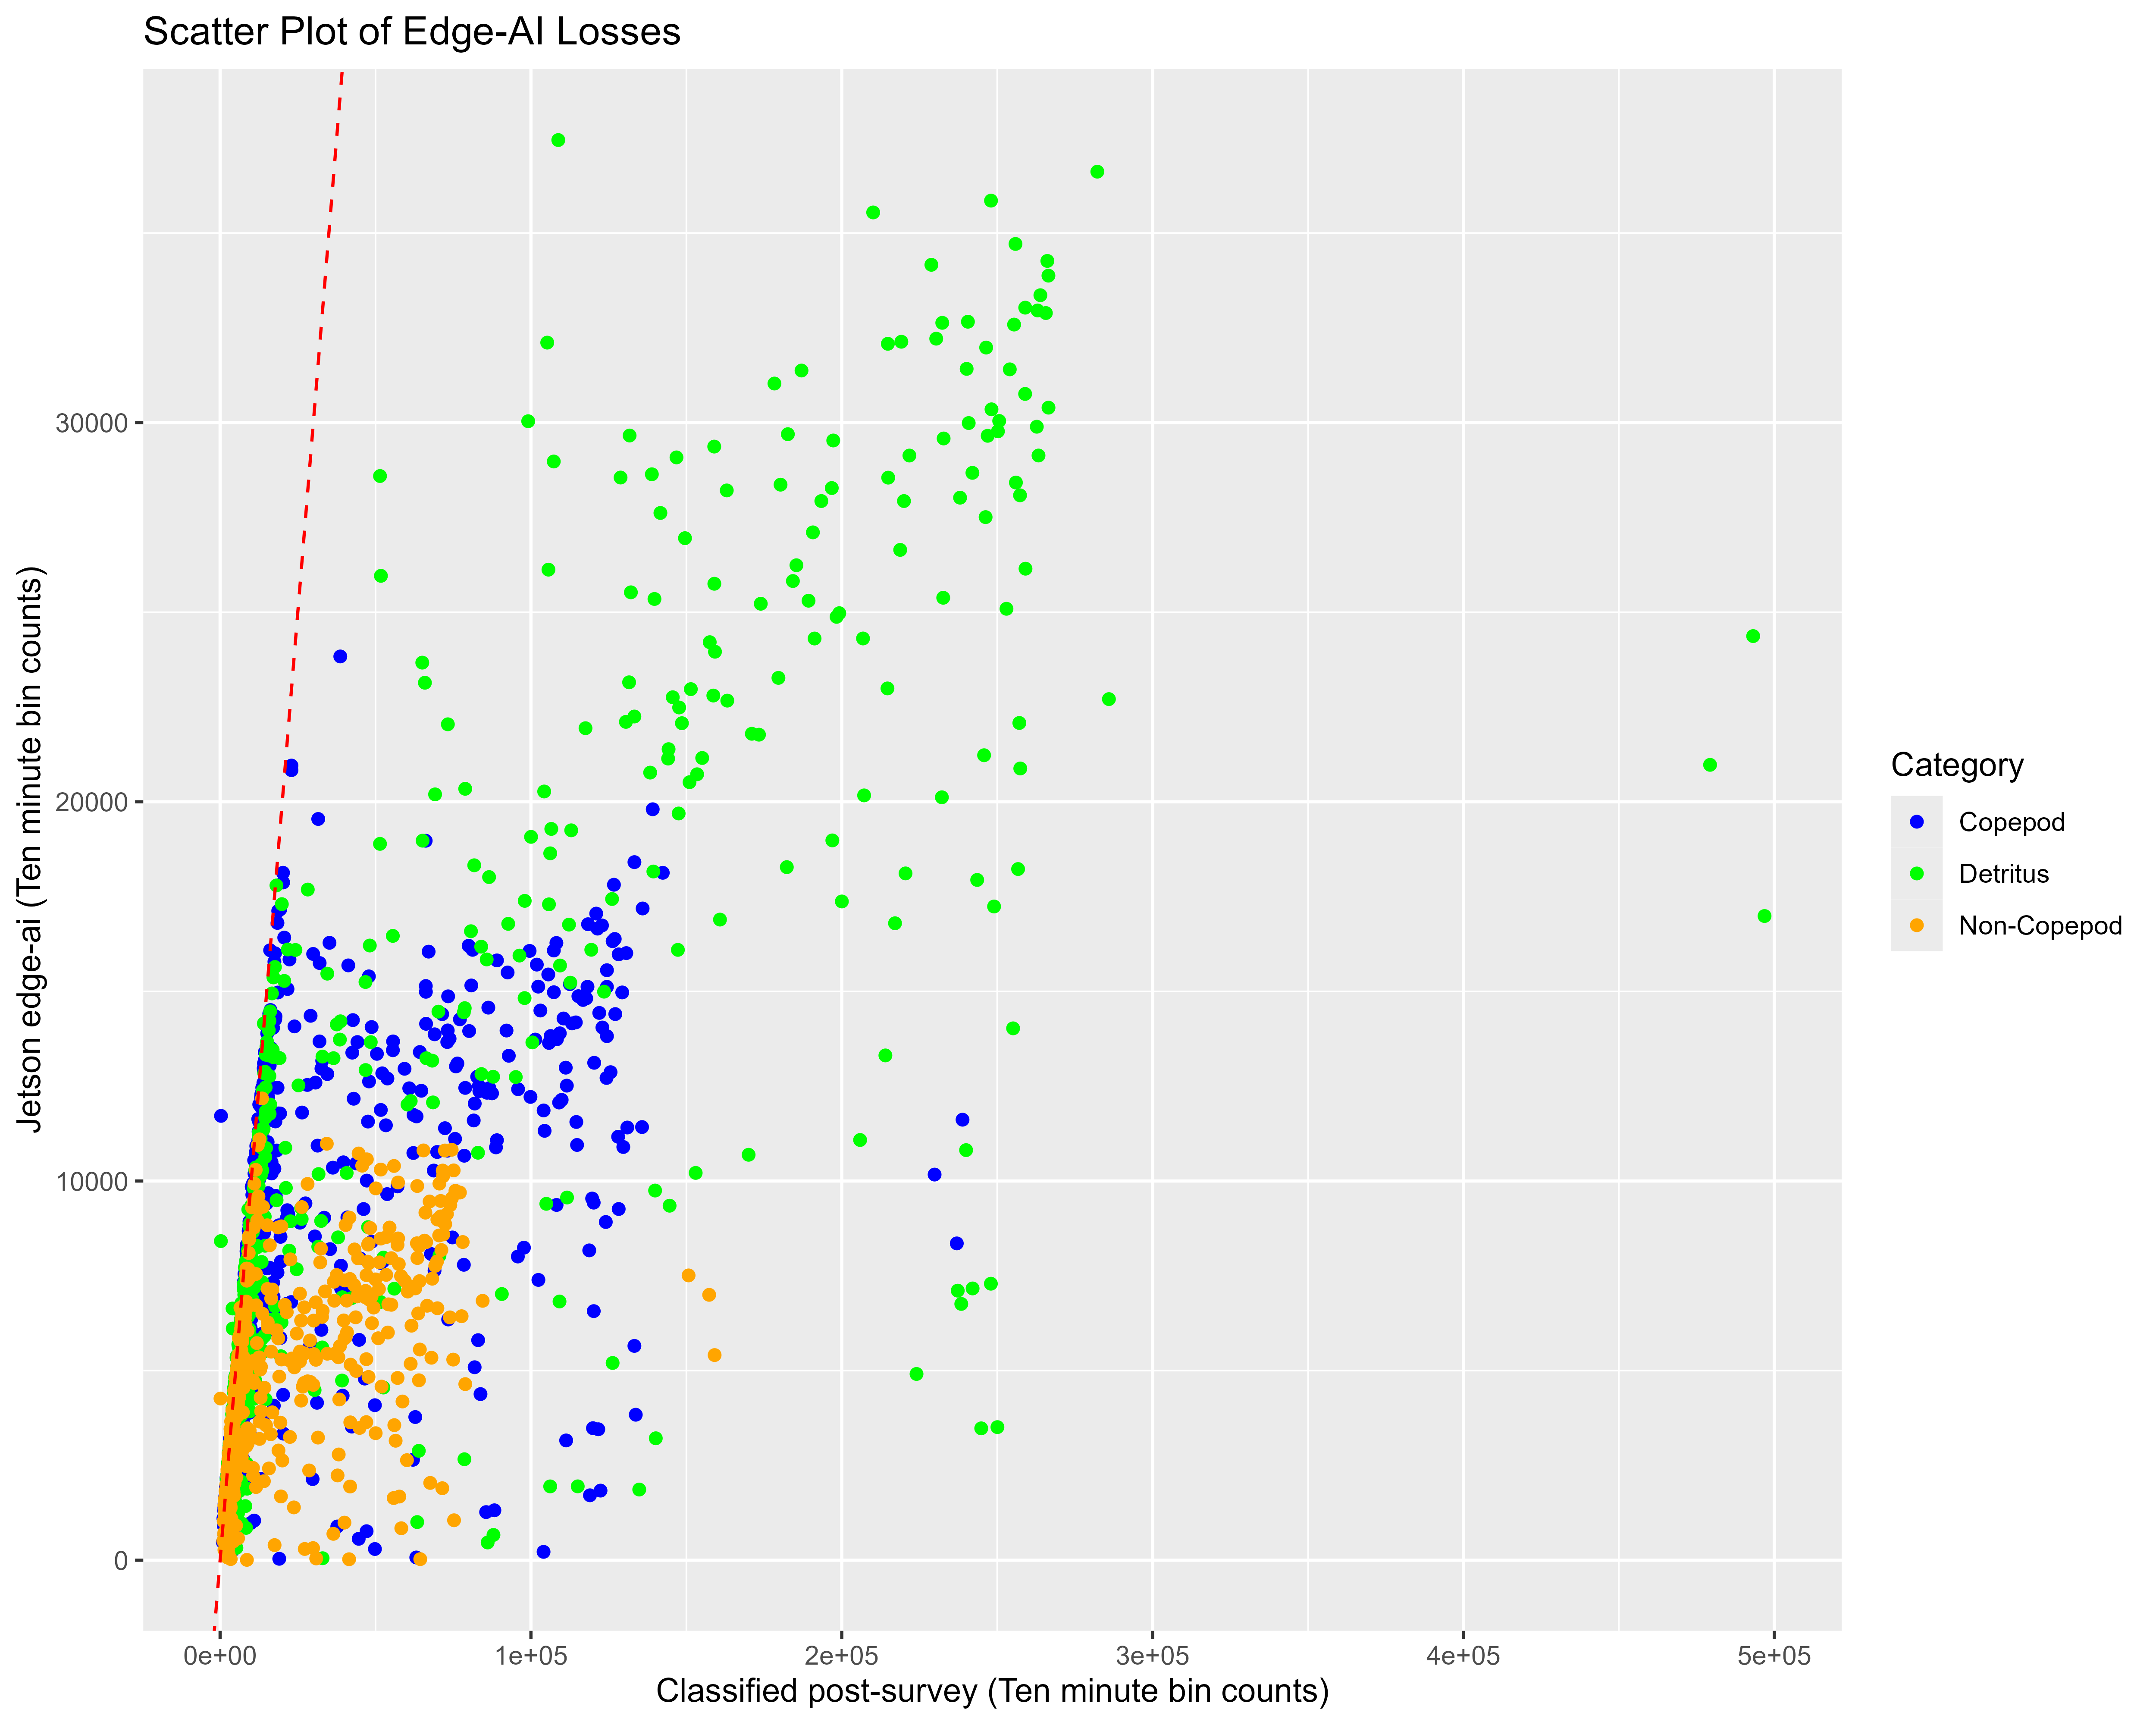 Scatter Plot of Edge-AI Losses
Jetson edge-ai (Ten minute bin counts)
30000
20000
10000
0
0e+00 1e+05 2e+05 3e+05 4e+05 5e+05
Classified post-survey (Ten minute bin counts)
Category
Copepod
Detritus
Non-Copepod